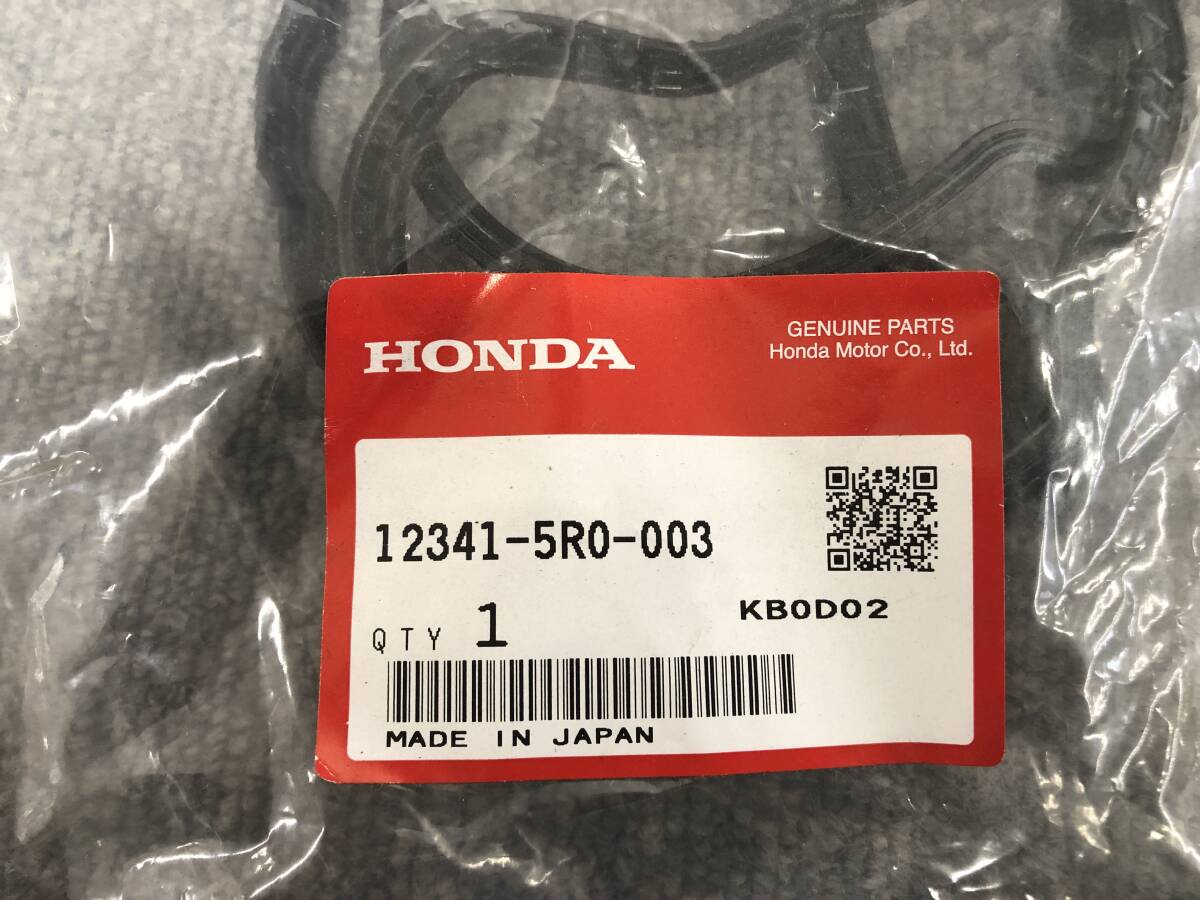 HONDA
GENUINE PARTS
Honda Motor Co., Ltd.
12341-5R0-003
KB0D02
QTY 1
MADE IN JAPAN